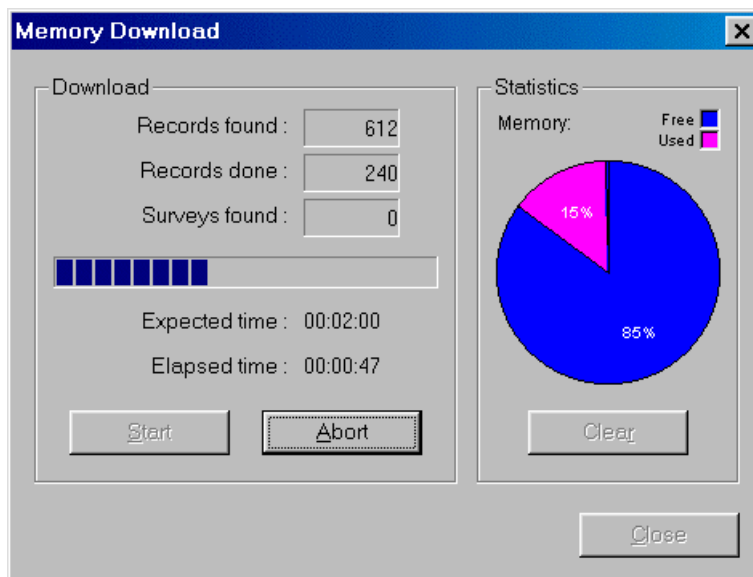 Memory Download
Download
Records found : 612
Records done : 240
Surveys found : 0
Expected time : 00:02:00
Elapsed time : 00:00:47
Start
Abort
Statistics
Memory:
Free
Used
15%
85%
Clear
Close